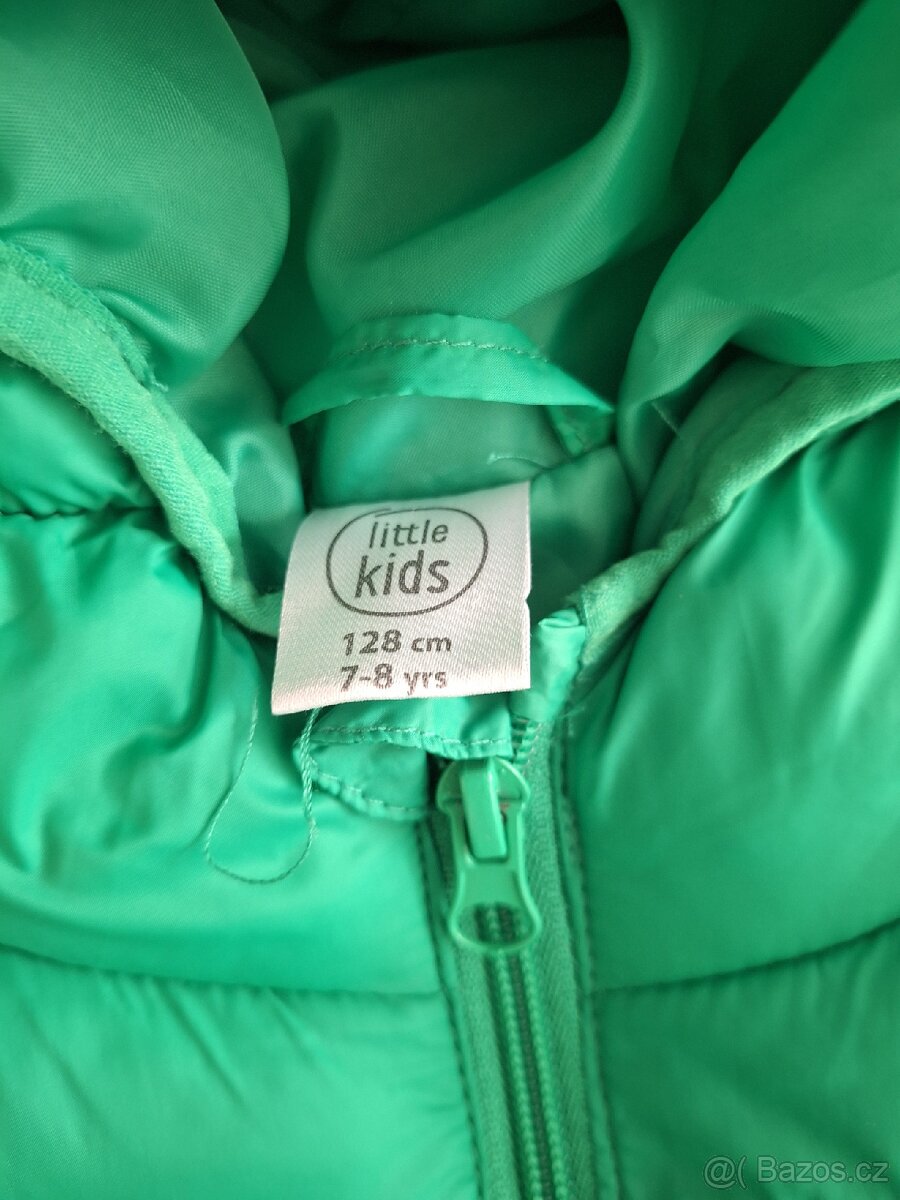 little
kids
128 cm
7-8 yrs
@( Bazos.cz